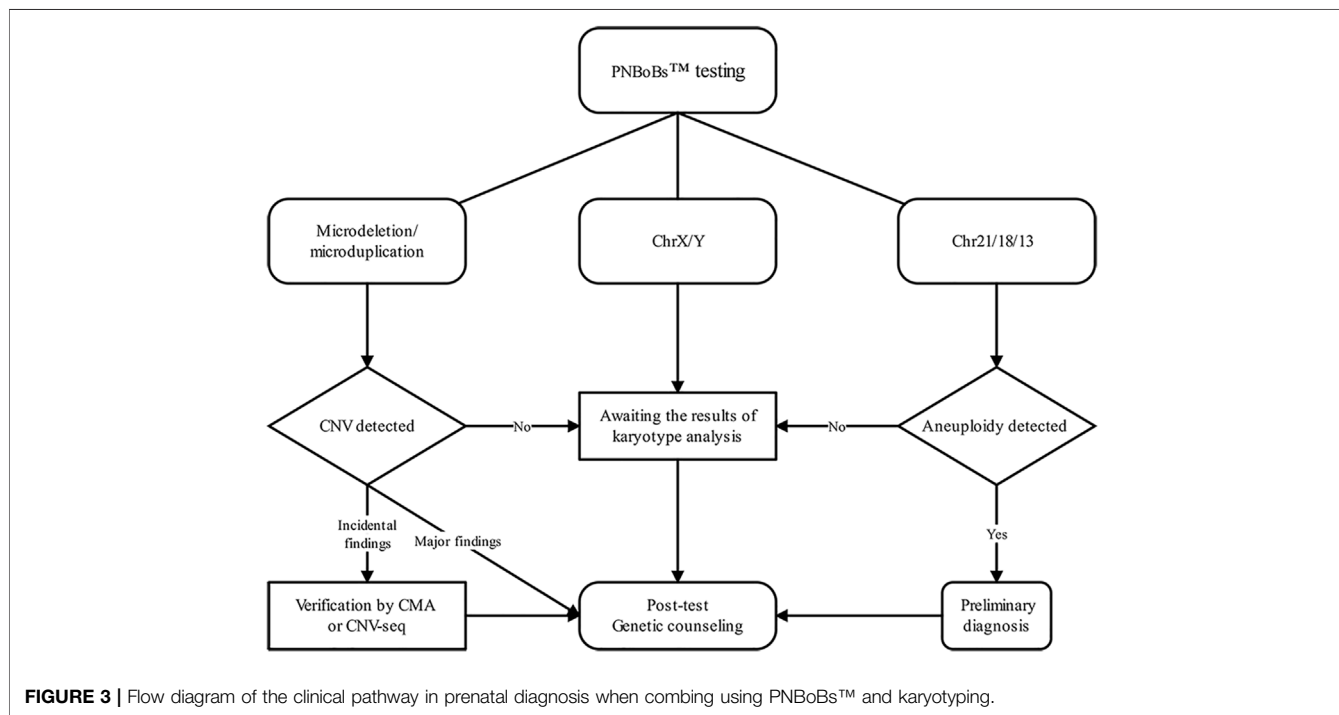 PNBoBs™ testing
Microdeletion/
microduplication
ChrX/Y
Chr21/18/13
CNV detected
No
Awaiting the results of
karyotype analysis
No
Aneuploidy detected
Incidental
findings
Major findings
Yes
Verification by CMA
or CNV-seq
Post-test
Genetic counseling
Preliminary
diagnosis
FIGURE 3 | Flow diagram of the clinical pathway in prenatal diagnosis when combing using PNBoBs™ and karyotyping.